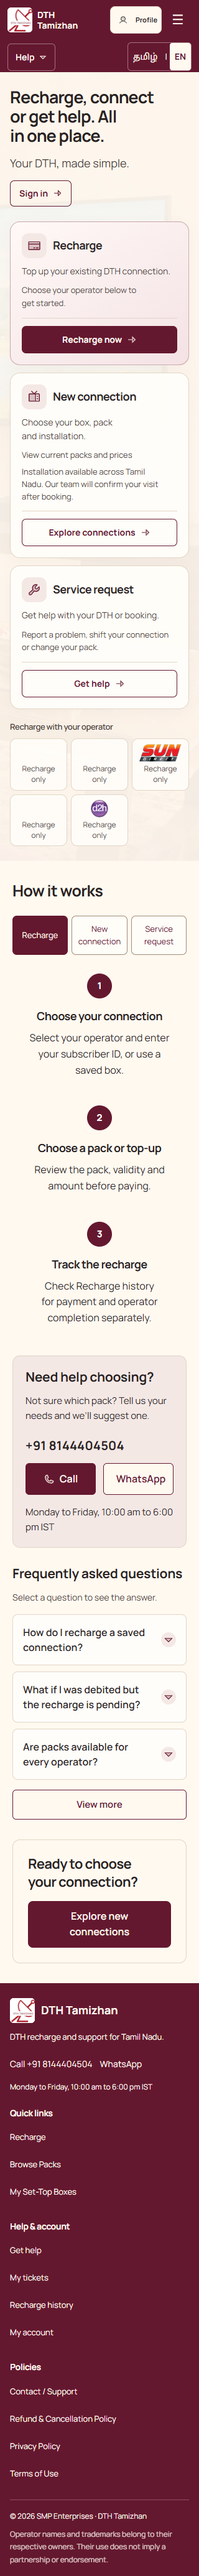 DTH
Tamizhan
Profile
Help
தமிழ் | EN
Recharge, connect
or get help. All
in one place.
Your DTH, made simple.
Sign in
Recharge
Top up your existing DTH connection.
Choose your operator below to
get started.
Recharge now
New connection
Choose your box, pack
and installation.
View current packs and prices
Installation available across Tamil
Nadu. Our team will confirm your visit
after booking.
Explore connections
Service request
Get help with your DTH or booking.
Report a problem, shift your connection
or change your pack.
Get help
Recharge with your operator
Recharge
only
Recharge
only
SUN
Recharge
only
Recharge
only
d2h
Recharge
only
How it works
Recharge
New
connection
Service
request
1
Choose your connection
Select your operator and enter
your subscriber ID, or use a
saved box.
2
Choose a pack or top-up
Review the pack, validity and
amount before paying.
3
Track the recharge
Check Recharge history
for payment and operator
completion separately.
Need help choosing?
Not sure which pack? Tell us your
needs and we'll suggest one.
+91 8144404504
Call
WhatsApp
Monday to Friday, 10:00 am to 6:00
pm IST
Frequently asked questions
Select a question to see the answer.
How do I recharge a saved
connection?
What if I was debited but
the recharge is pending?
Are packs available for
every operator?
View more
Ready to choose
your connection?
Explore new
connections
DTH Tamizhan
DTH recharge and support for Tamil Nadu.
Call +91 8144404504 WhatsApp
Monday to Friday, 10:00 am to 6:00 pm IST
Quick links
Recharge
Browse Packs
My Set-Top Boxes
Help & account
Get help
My tickets
Recharge history
My account
Policies
Contact / Support
Refund & Cancellation Policy
Privacy Policy
Terms of Use
© 2026 SMP Enterprises · DTH Tamizhan
Operator names and trademarks belong to their
respective owners. Their use does not imply a
partnership or endorsement.